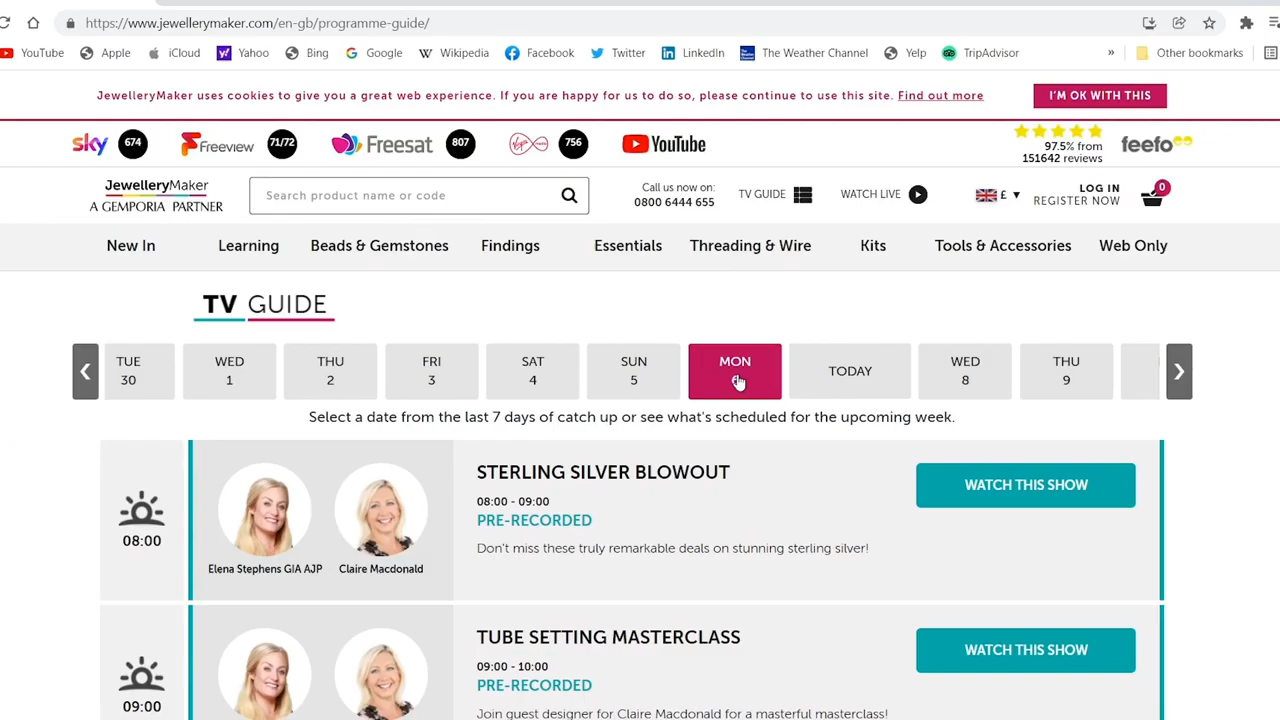 https://www.jewellerymaker.com/en-gb/programme-guide/
YouTube Apple iCloud Yahoo Bing Google Wikipedia Facebook Twitter LinkedIn The Weather Channel Yelp TripAdvisor » Other bookmarks
JewelleryMaker uses cookies to give you a great web experience. If you are happy for us to do so, please continue to use this site. Find out more
I'M OK WITH THIS
sky 674 Freeview 71/72 Freesat 807 756 YouTube
97.5% from
151642 reviews
feefo
JewelleryMaker
A GEMPORIA PARTNER
Search product name or code
Call us now on:
0800 6444 655
TV GUIDE
WATCH LIVE
£
LOG IN
REGISTER NOW
0
New In Learning Beads & Gemstones Findings Essentials Threading & Wire Kits Tools & Accessories Web Only
TV GUIDE
TUE
30
WED
1
THU
2
FRI
3
SAT
4
SUN
5
MON
TODAY
WED
8
THU
9
Select a date from the last 7 days of catch up or see what's scheduled for the upcoming week.
08:00
Elena Stephens GIA AJP
Claire Macdonald
STERLING SILVER BLOWOUT
08:00 - 09:00
PRE-RECORDED
Don't miss these truly remarkable deals on stunning sterling silver!
WATCH THIS SHOW
09:00
TUBE SETTING MASTERCLASS
09:00 - 10:00
PRE-RECORDED
Join guest designer for Claire Macdonald for a masterful masterclass!
WATCH THIS SHOW